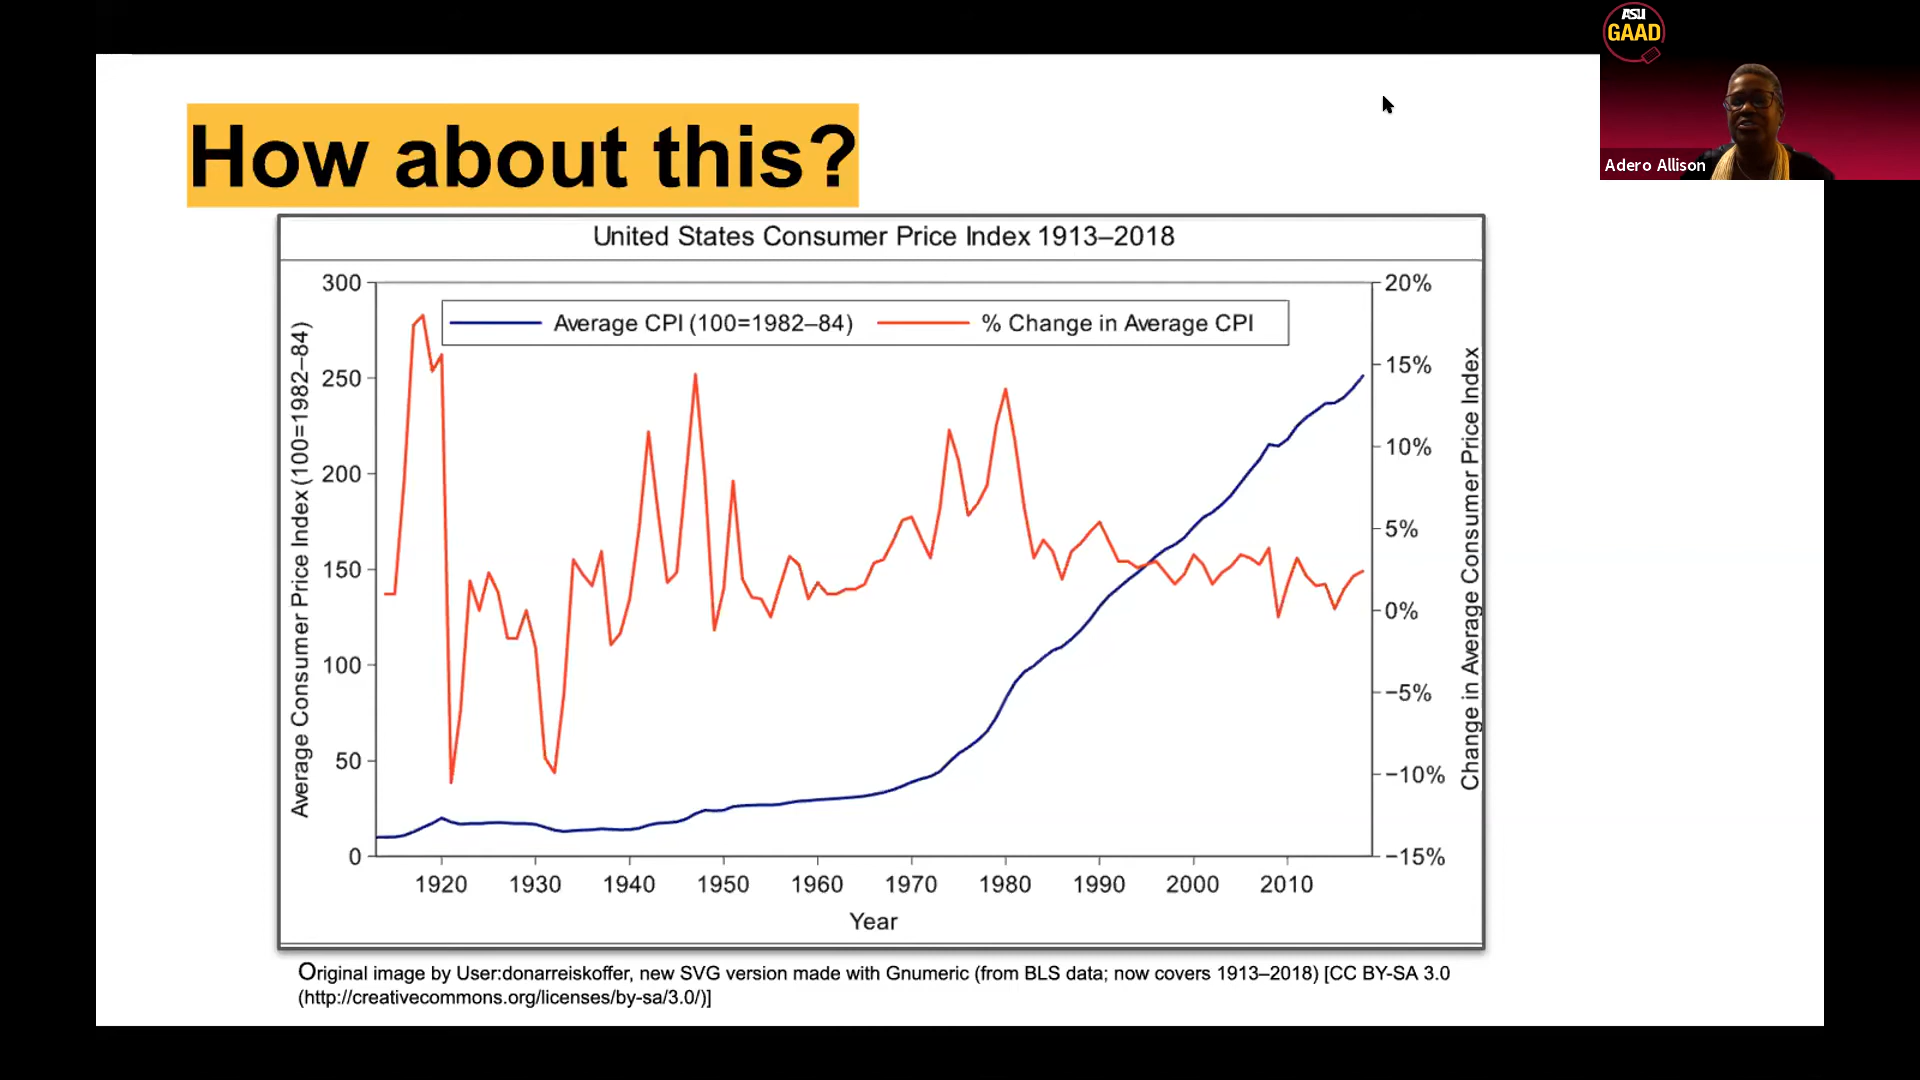 ASU
GAAD
Adero Allison
How about this?
United States Consumer Price Index 1913–2018
Average CPI (100=1982–84)
% Change in Average CPI
Average Consumer Price Index (100=1982–84)
300
250
200
150
100
50
0
20%
15%
10%
5%
0%
−5%
−10%
−15%
Change in Average Consumer Price Index
1920 1930 1940 1950 1960 1970 1980 1990 2000 2010
Year
Original image by User:donarreiskoffer, new SVG version made with Gnumeric (from BLS data; now covers 1913–2018) [CC BY-SA 3.0
(http://creativecommons.org/licenses/by-sa/3.0/)]